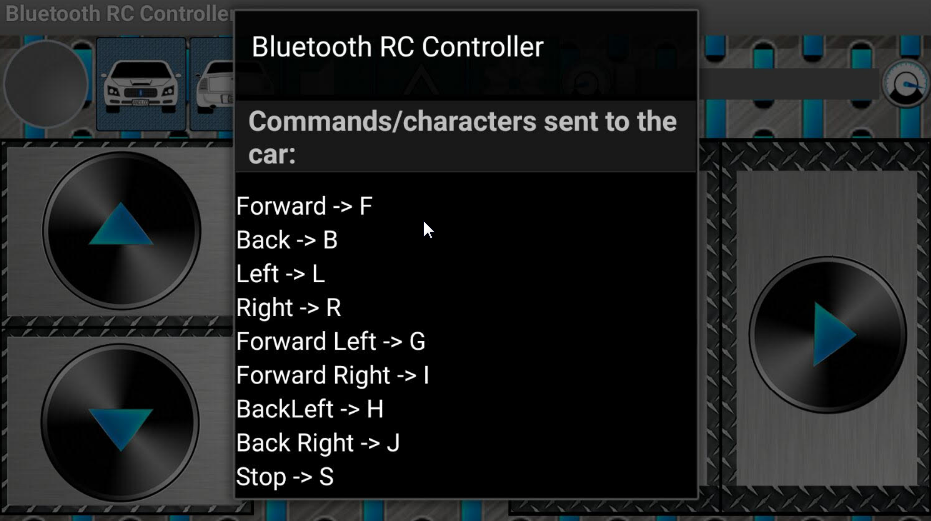 Bluetooth RC Controller
Bluetooth RC Controller
Commands/characters sent to the
car:
Forward -> F
Back -> B
Left -> L
Right -> R
Forward Left -> G
Forward Right -> I
BackLeft -> H
Back Right -> J
Stop -> S